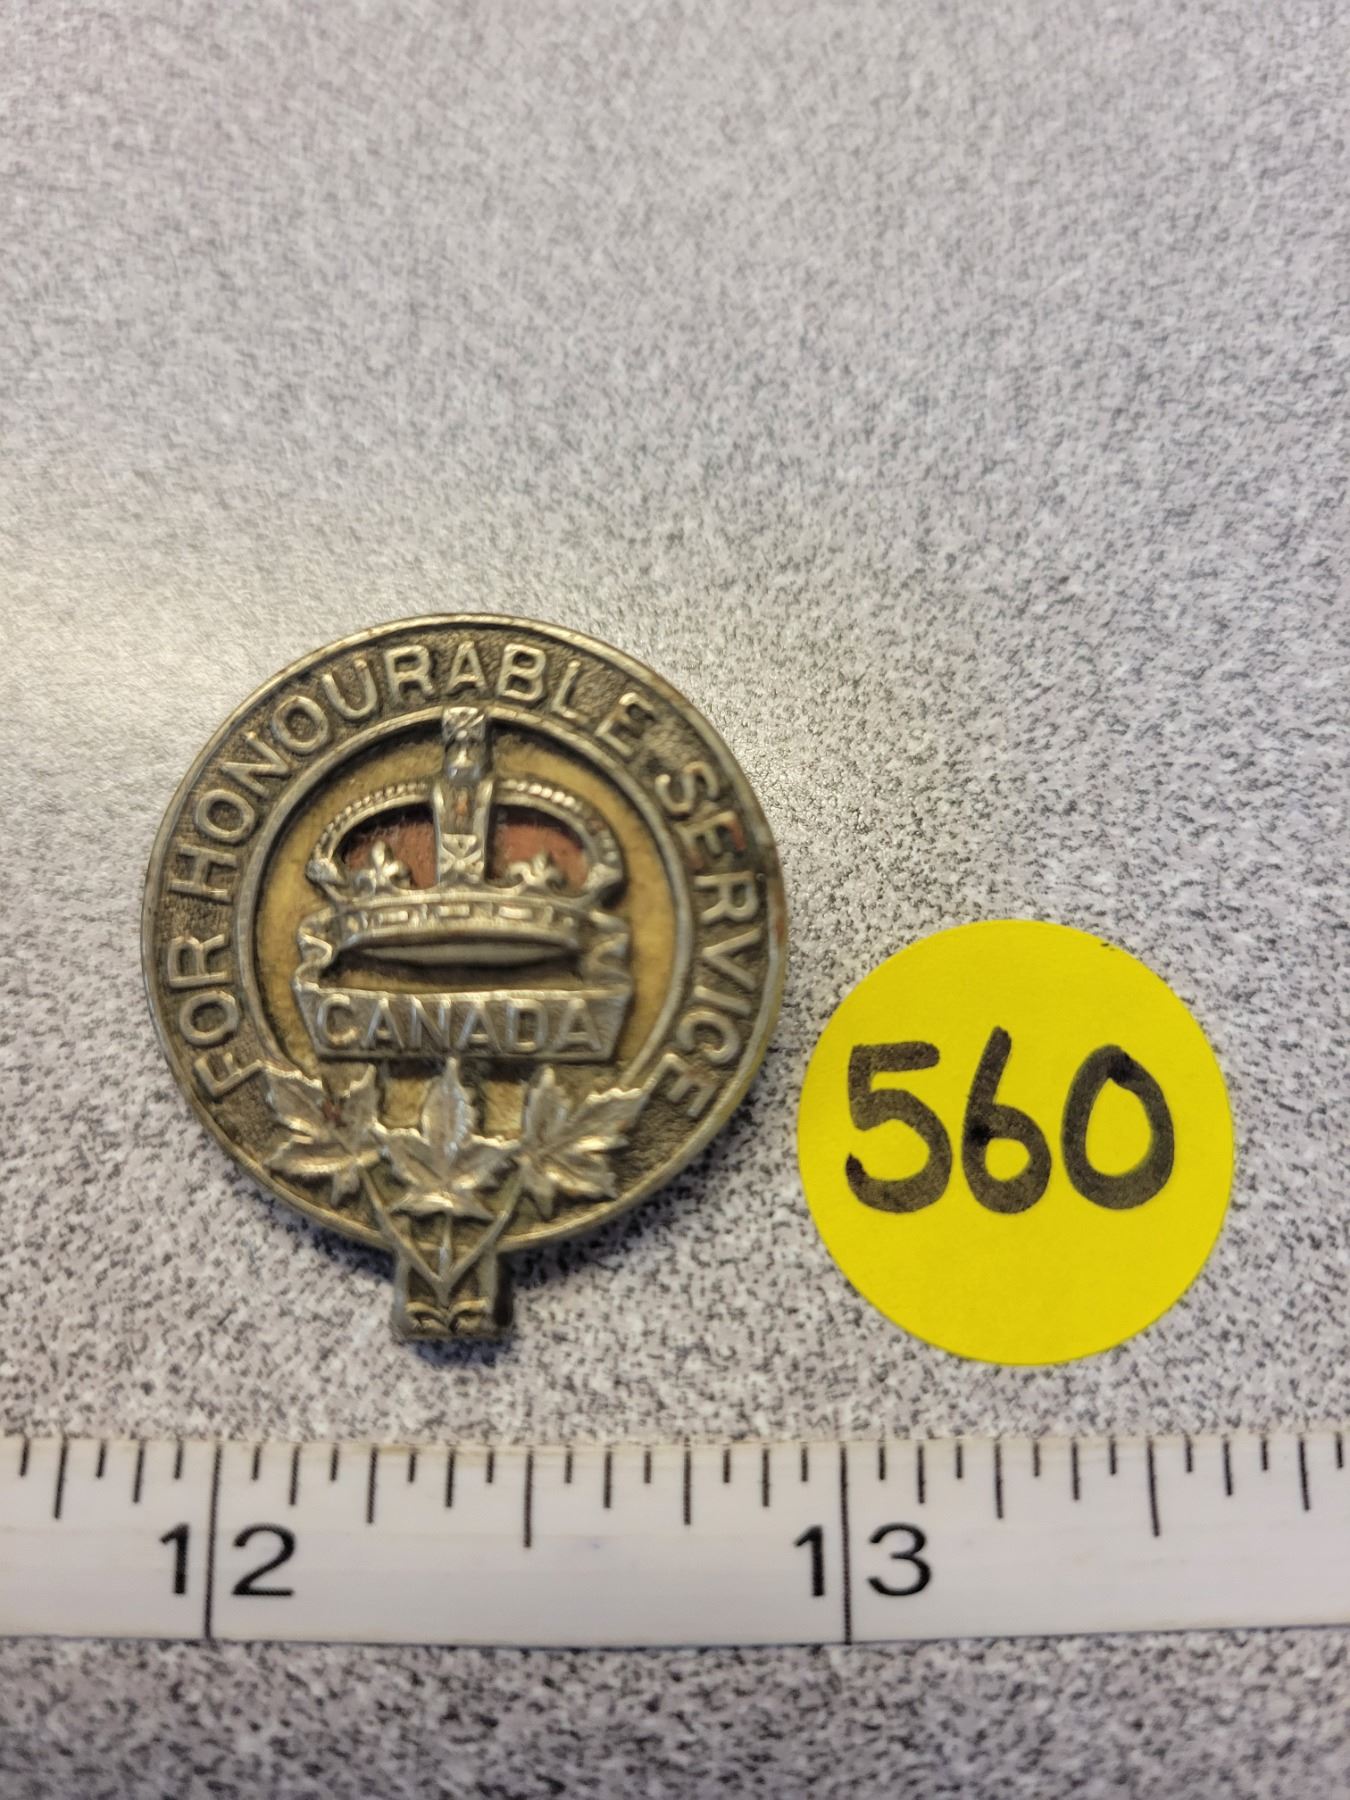 FOR HONOURABLE SERVICE
CANADA
560
12 13